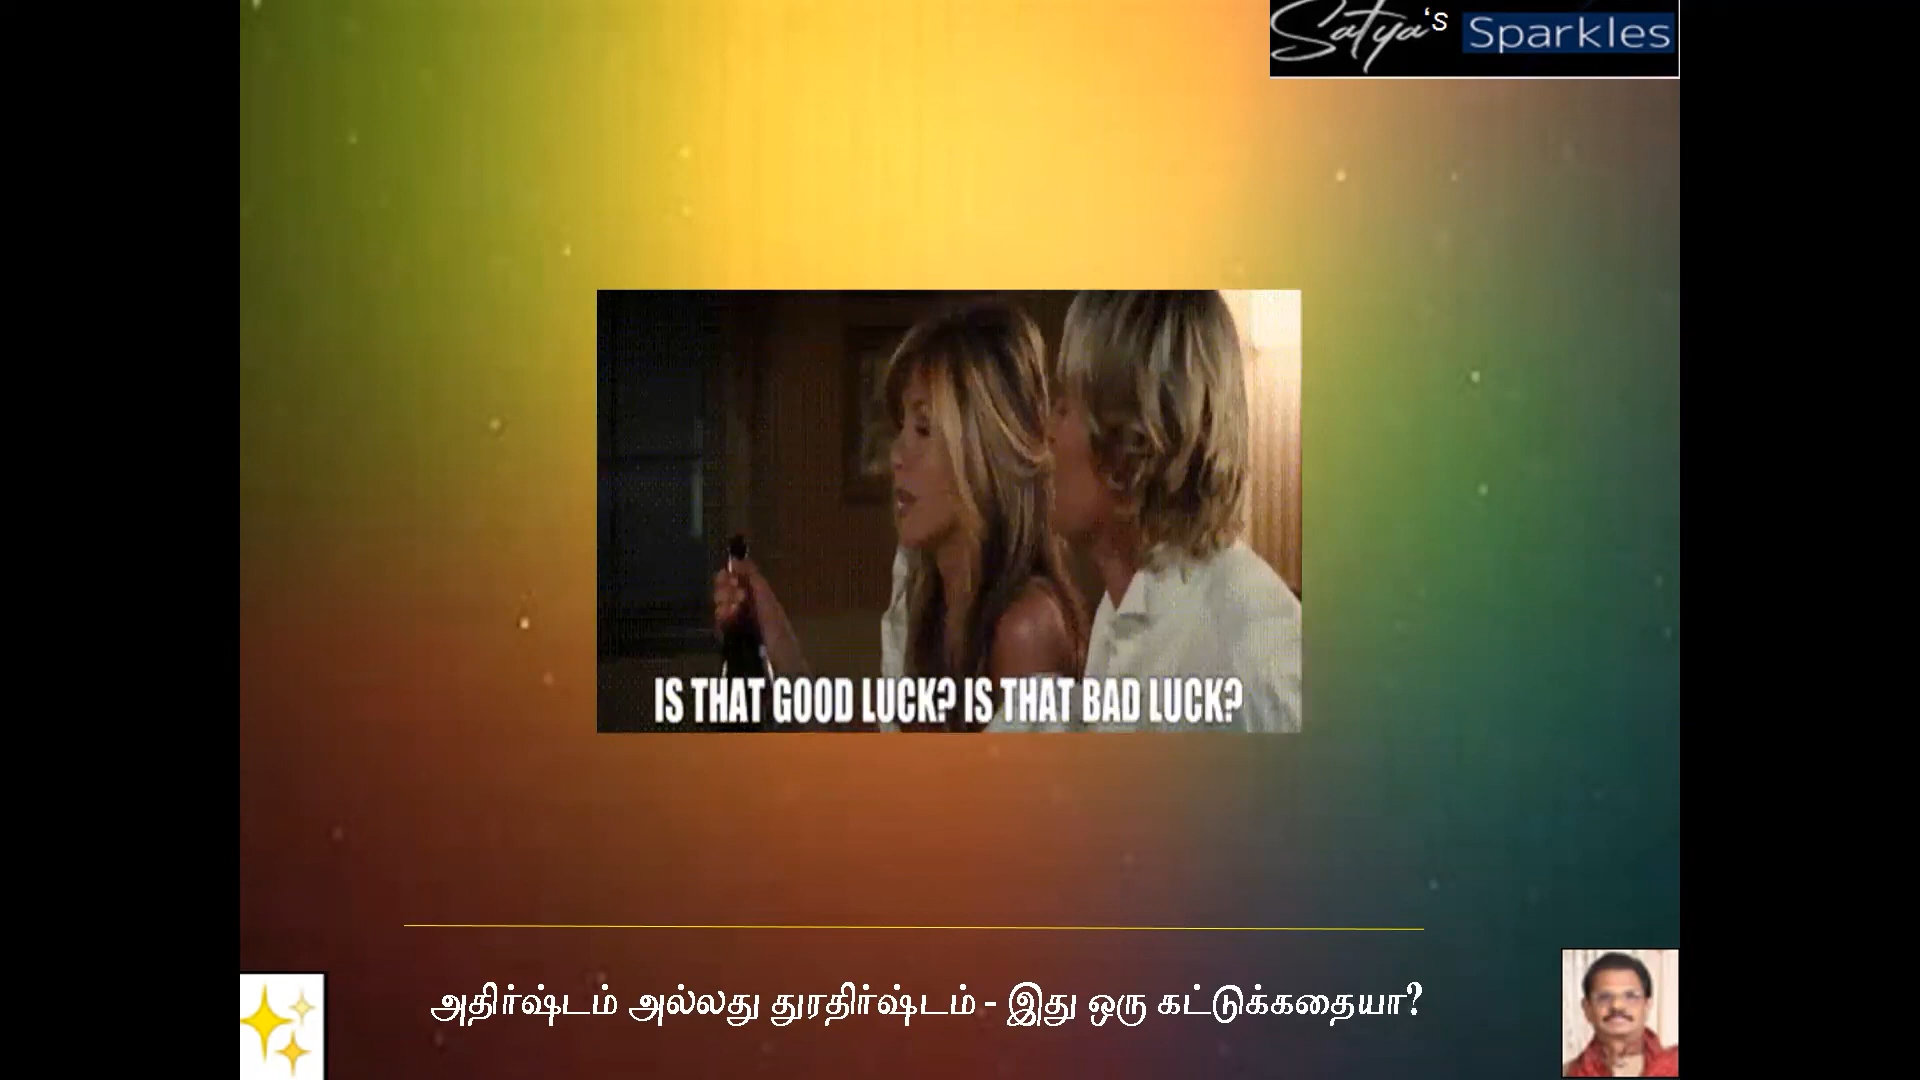 Satya's Sparkles
IS THAT GOOD LUCK? IS THAT BAD LUCK?
அதிர்ஷ்டம் அல்லது துரதிர்ஷ்டம் - இது ஒரு கட்டுக்கதையா?